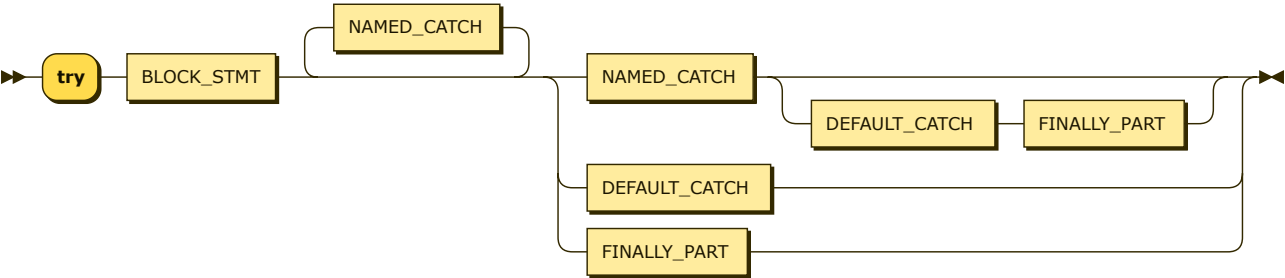 NAMED_CATCH
try BLOCK_STMT NAMED_CATCH
DEFAULT_CATCH FINALLY_PART
DEFAULT_CATCH
FINALLY_PART